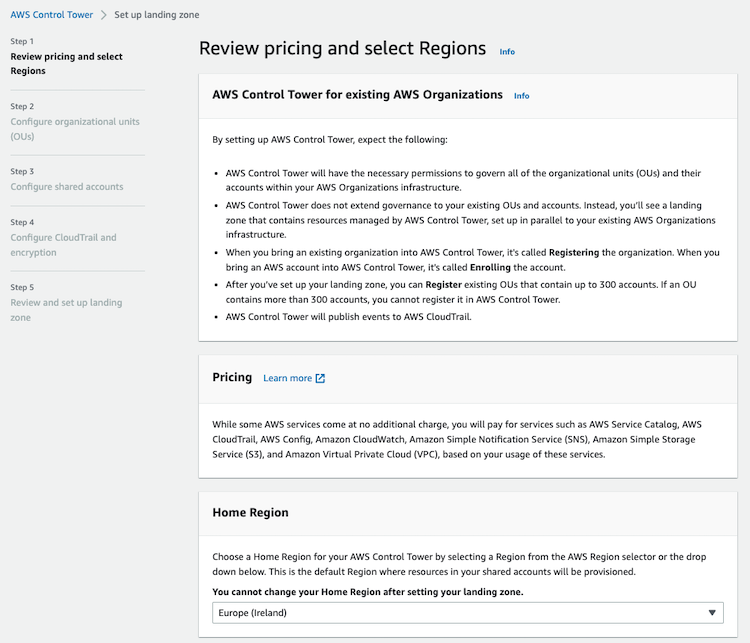 AWS Control Tower > Set up landing zone
Step 1
Review pricing and select
Regions
Step 2
Configure organizational units
(OUs)
Step 3
Configure shared accounts
Step 4
Configure CloudTrail and
encryption
Step 5
Review and set up landing
zone
Review pricing and select Regions Info
AWS Control Tower for existing AWS Organizations Info
By setting up AWS Control Tower, expect the following:
• AWS Control Tower will have the necessary permissions to govern all of the organizational units (OUs) and their
accounts within your AWS Organizations infrastructure.
• AWS Control Tower does not extend governance to your existing OUs and accounts. Instead, you'll see a landing
zone that contains resources managed by AWS Control Tower, set up in parallel to your existing AWS Organizations
infrastructure.
• When you bring an existing organization into AWS Control Tower, it's called Registering the organization. When you
bring an AWS account into AWS Control Tower, it's called Enrolling the account.
• After you've set up your landing zone, you can Register existing OUs that contain up to 300 accounts. If an OU
contains more than 300 accounts, you cannot register it in AWS Control Tower.
• AWS Control Tower will publish events to AWS CloudTrail.
Pricing Learn more
While some AWS services come at no additional charge, you will pay for services such as AWS Service Catalog, AWS
CloudTrail, AWS Config, Amazon CloudWatch, Amazon Simple Notification Service (SNS), Amazon Simple Storage
Service (S3), and Amazon Virtual Private Cloud (VPC), based on your usage of these services.
Home Region
Choose a Home Region for your AWS Control Tower by selecting a Region from the AWS Region selector or the drop
down below. This is the default Region where resources in your shared accounts will be provisioned.
You cannot change your Home Region after setting your landing zone.
Europe (Ireland)